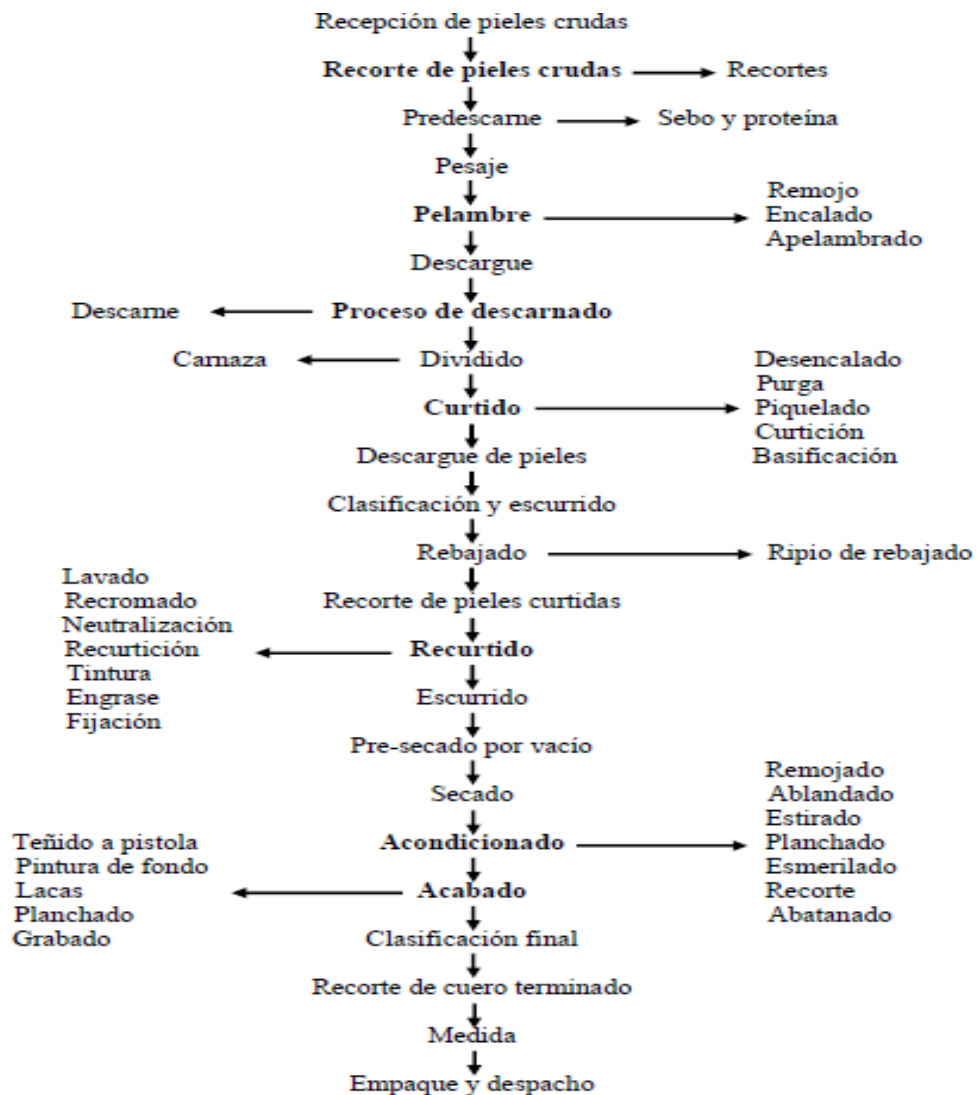 Recepción de pieles crudas
Recorte de pieles crudas
Recortes
Predescarne
Sebo y proteína
Pesaje
Pelambre
Remojo
Encalado
Apelambrado
Descargue
Descarne
Proceso de descarnado
Carnaza
Dividido
Curtido
Desencalado
Purga
Piquelado
Curtición
Basificación
Descargue de pieles
Clasificación y escurrido
Rebajado
Ripio de rebajado
Recorte de pieles curtidas
Lavado
Recromado
Neutralización
Recurtición
Tintura
Engrase
Fijación
Recurtido
Escurrido
Pre-secado por vacío
Secado
Acondicionado
Remojado
Ablandado
Estirado
Planchado
Esmerilado
Recorte
Abatanado
Teñido a pistola
Pintura de fondo
Lacas
Planchado
Grabado
Acabado
Clasificación final
Recorte de cuero terminado
Medida
Empaque y despacho